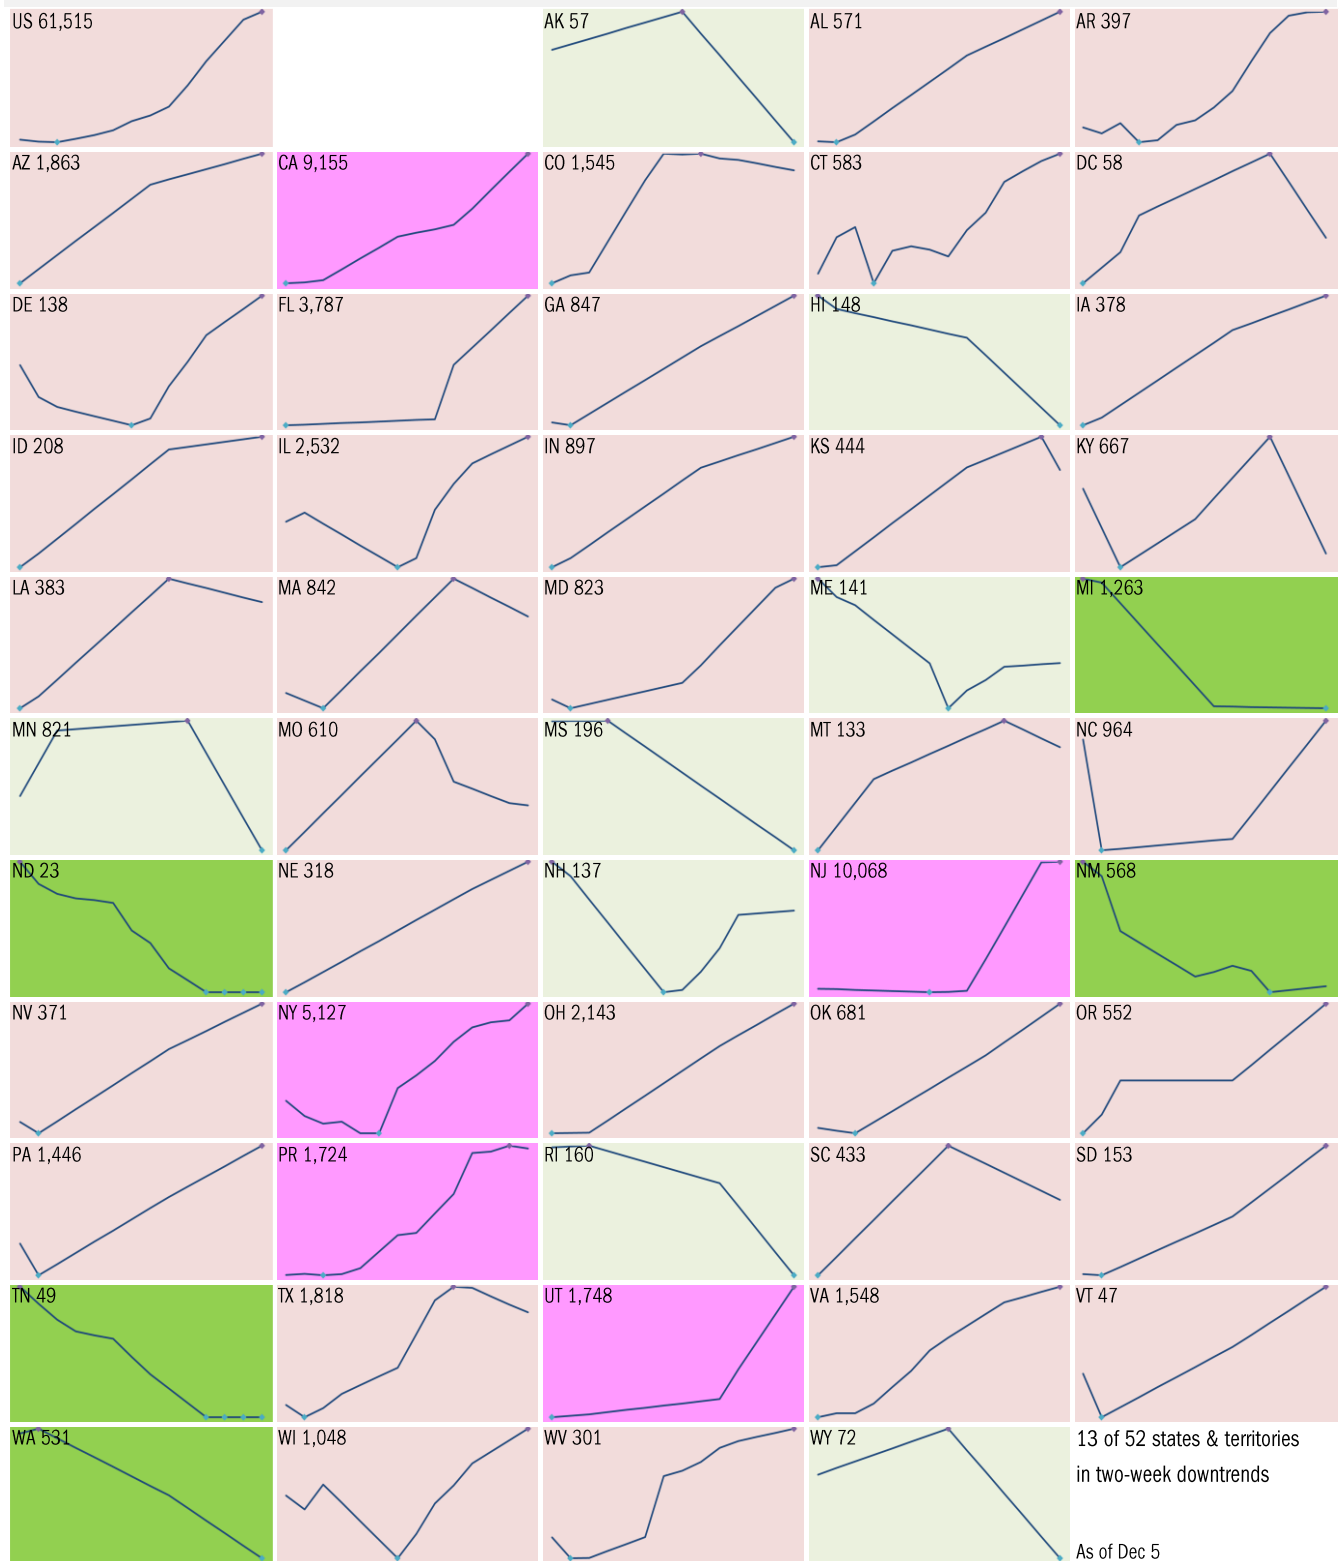 US 61,515
AK 57
AL 571
AR 397
AZ 1,863
CA 9,155
CO 1,545
CT 583
DC 58
DE 138
FL 3,787
GA 847
HI 148
IA 378
ID 208
IL 2,532
IN 897
KS 444
KY 667
LA 383
MA 842
MD 823
ME 141
MI 1,263
MN 821
MO 610
MS 196
MT 133
NC 964
ND 23
NE 318
NH 137
NJ 10,068
NM 568
NV 371
NY 5,127
OH 2,143
OK 681
OR 552
PA 1,446
PR 1,724
RI 160
SC 433
SD 153
TN 49
TX 1,818
UT 1,748
VA 1,548
VT 47
WA 531
WI 1,048
WV 301
WY 72
13 of 52 states & territories
in two-week downtrends
As of Dec 5